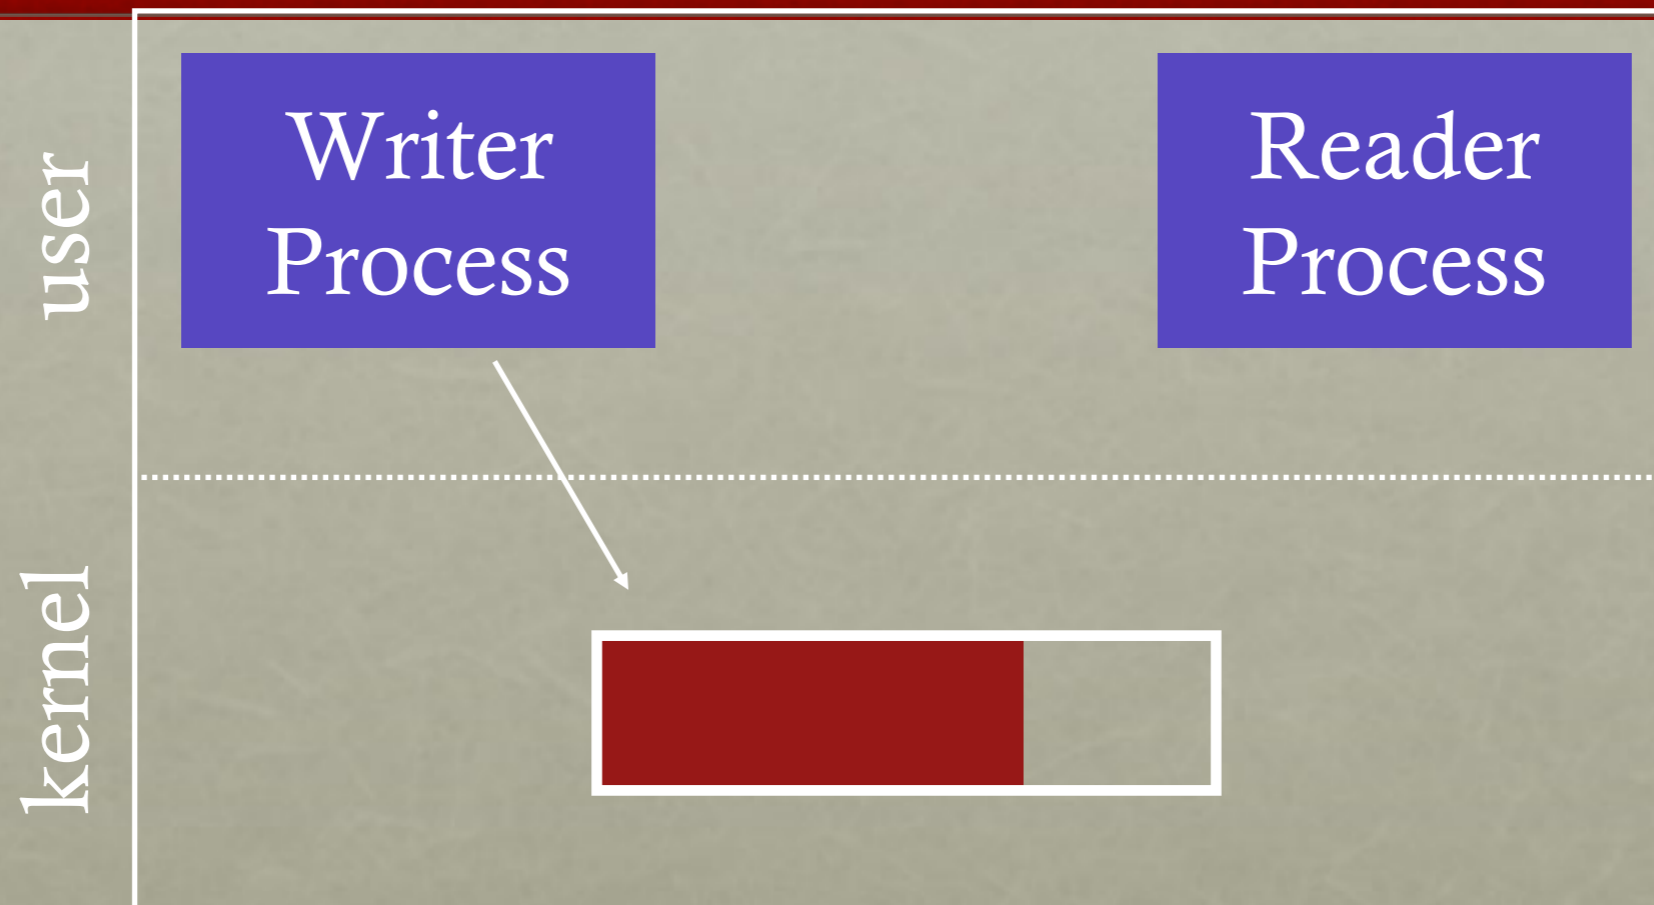 user
Writer
Process
Reader
Process
kernel